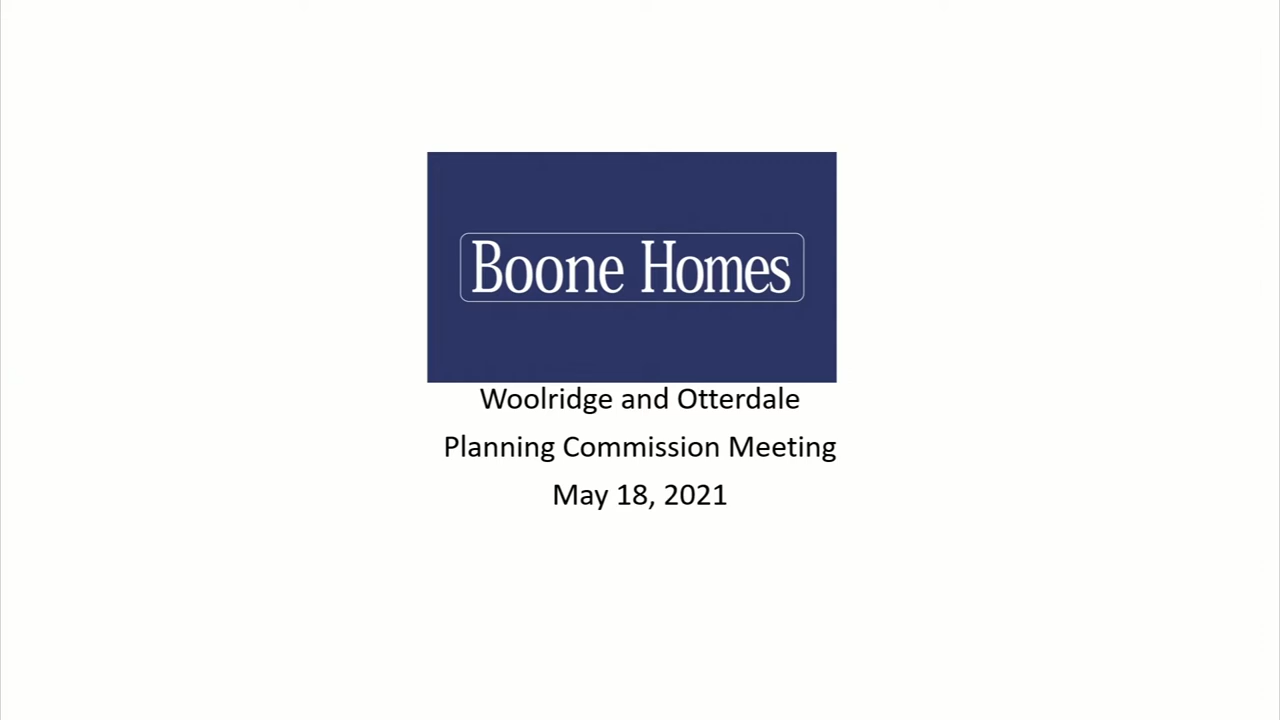 Boone Homes
Woolridge and Otterdale
Planning Commission Meeting
May 18, 2021